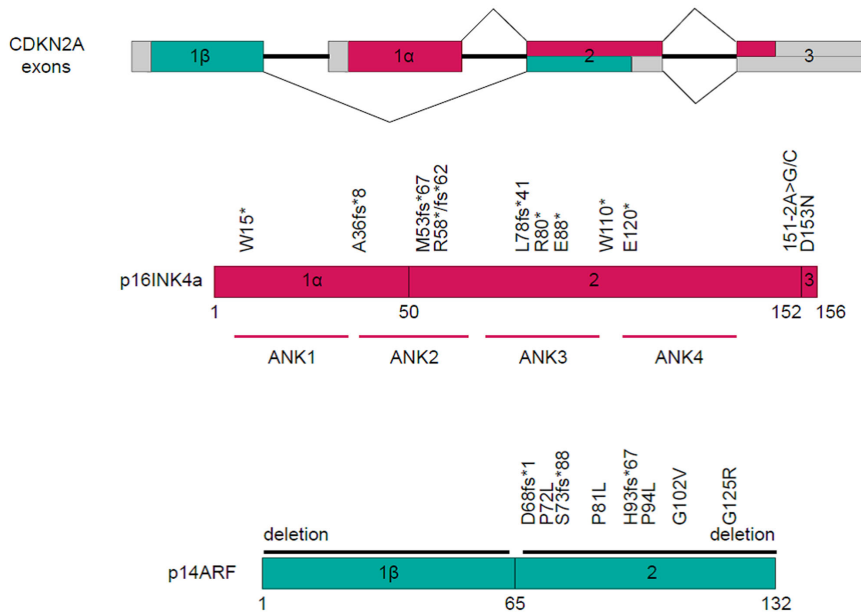 CDKN2A
exons
1β
1α
2
3
W15*
A36fs*8
M53fs*67
R58*/fs*62
L78fs*41
R80*
E88*
W110*
E120*
151-2A>G/C
D153N
p16INK4a
1α
2
3
1
50
152
156
ANK1
ANK2
ANK3
ANK4
D68fs*1
P72L
S73fs*88
P81L
H93fs*67
P94L
G102V
G125R
deletion
deletion
p14ARF
1β
2
1
65
132